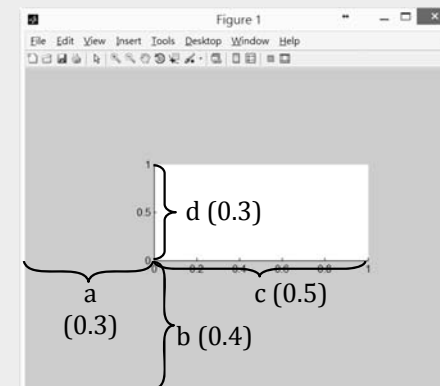 Figure 1
File Edit View Insert Tools Desktop Window Help
1
0.5
d (0.3)
0
0 0.2 0.4 0.6 0.8 1
a
(0.3)
c (0.5)
b (0.4)